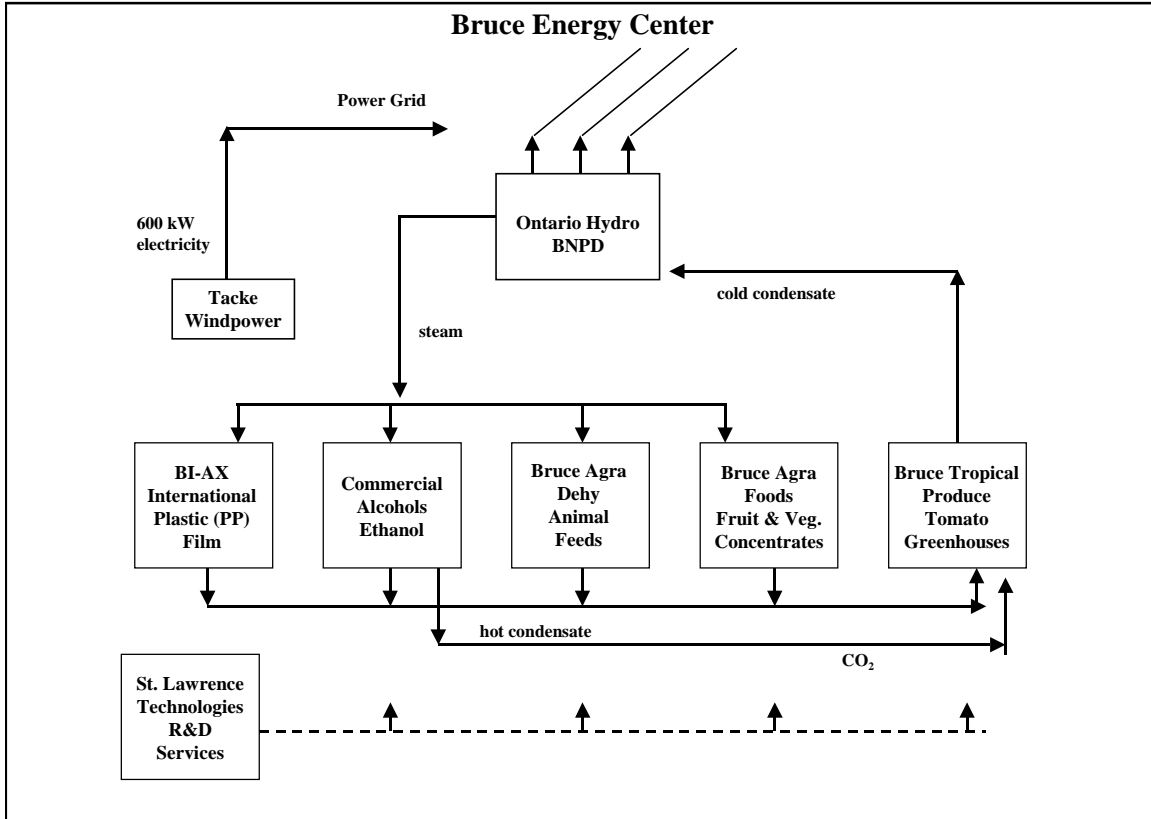 Bruce Energy Center
Power Grid
600 kW
electricity
Ontario Hydro
BNPD
Tacke
Windpower
cold condensate
steam
BI-AX
International
Plastic (PP)
Film
Commercial
Alcohols
Ethanol
Bruce Agra
Dehy
Animal
Feeds
Bruce Agra
Foods
Fruit & Veg.
Concentrates
Bruce Tropical
Produce
Tomato
Greenhouses
hot condensate
CO₂
St. Lawrence
Technologies
R&D
Services